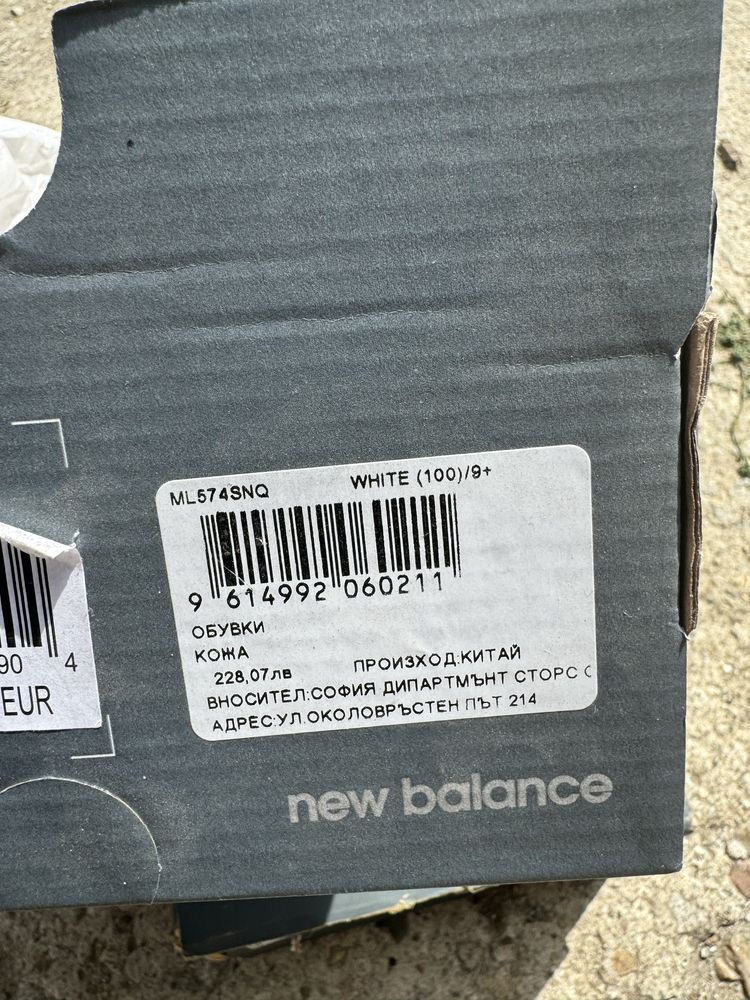 ML574SNQ WHITE (100)/9+
9 614992 060211
ОБУВКИ
КОЖА
228,07лв ПРОИЗХОД:КИТАЙ
ВНОСИТЕЛ:СОФИЯ ДИПАРТМЪНТ СТОРС
АДРЕС:УЛ.ОКОЛОВРЪСТЕН ПЪТ 214
90 4
EUR
new balance